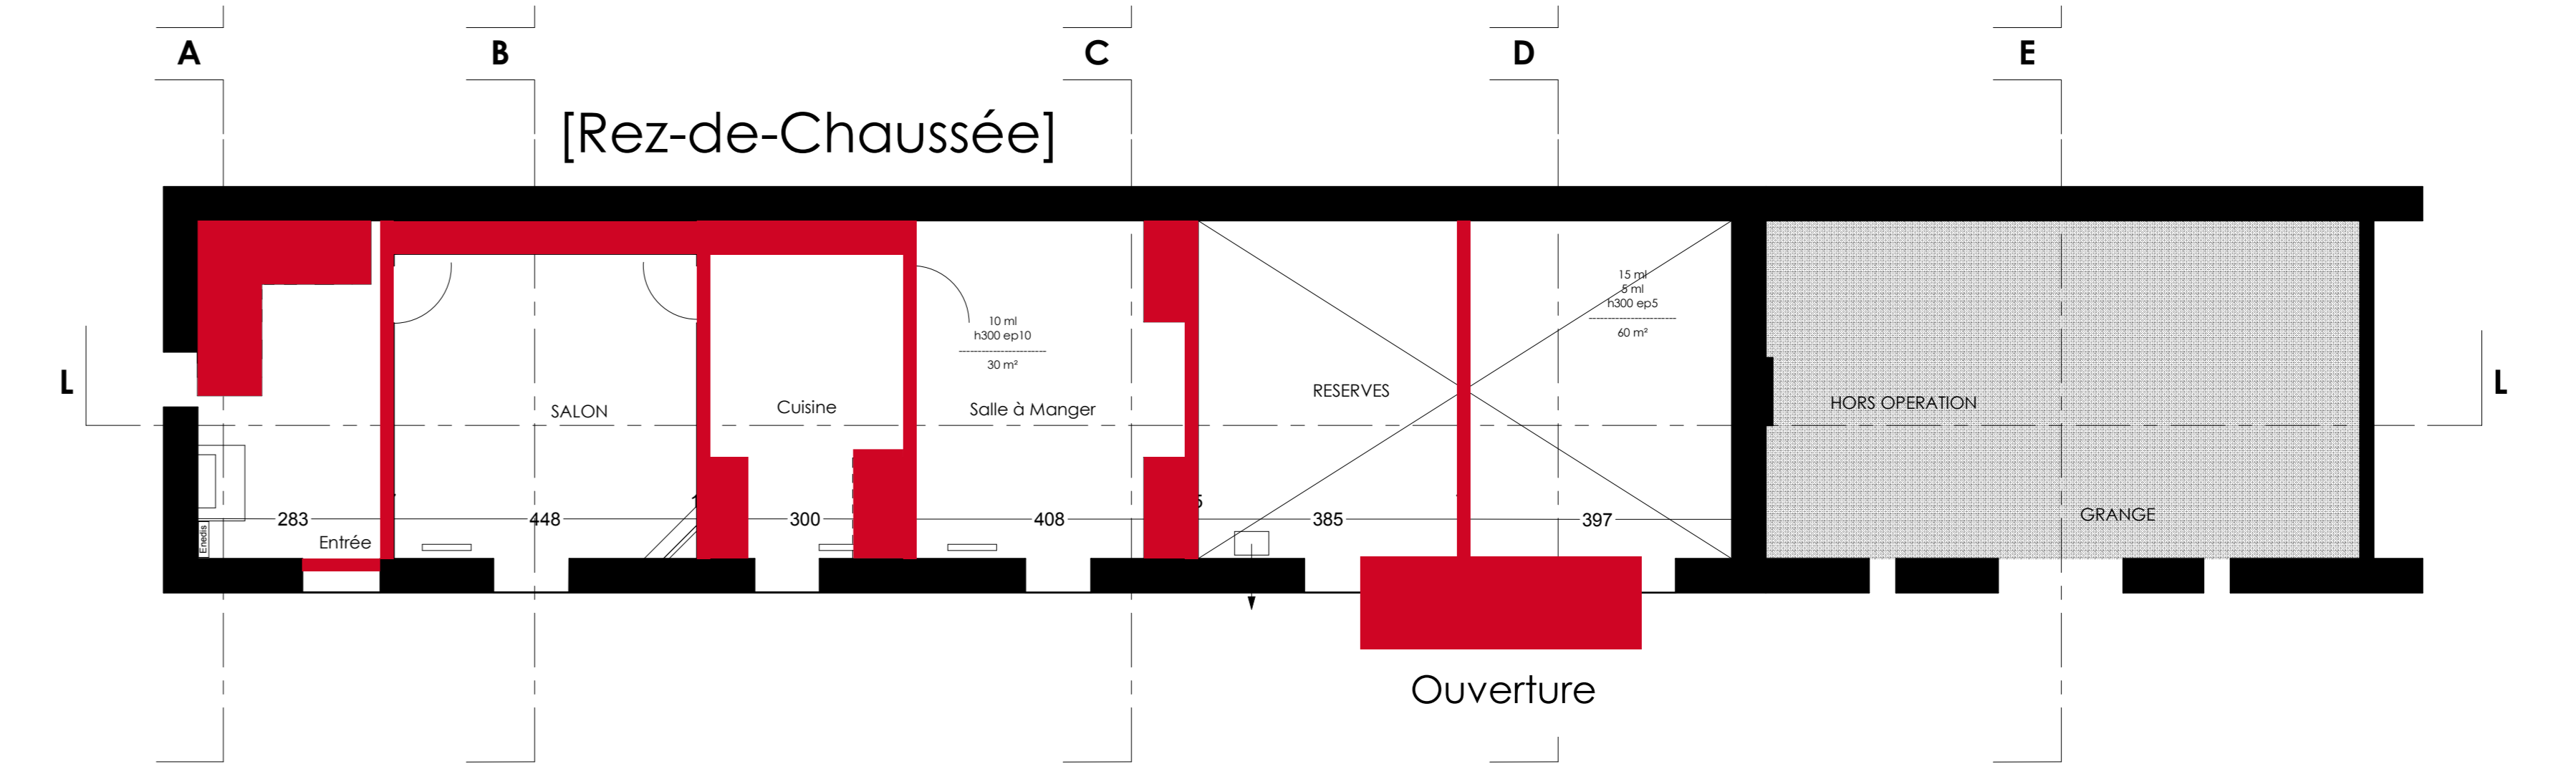 A
B
C
D
E
[Rez-de-Chaussée]
15 ml
5 ml
h300 ep5
60 m²
10 ml
h300 ep10
30 m²
L
L
SALON
Cuisine
Salle à Manger
RESERVES
HORS OPERATION
283
448
300
408
385
397
GRANGE
Enedis
Entrée
Ouverture